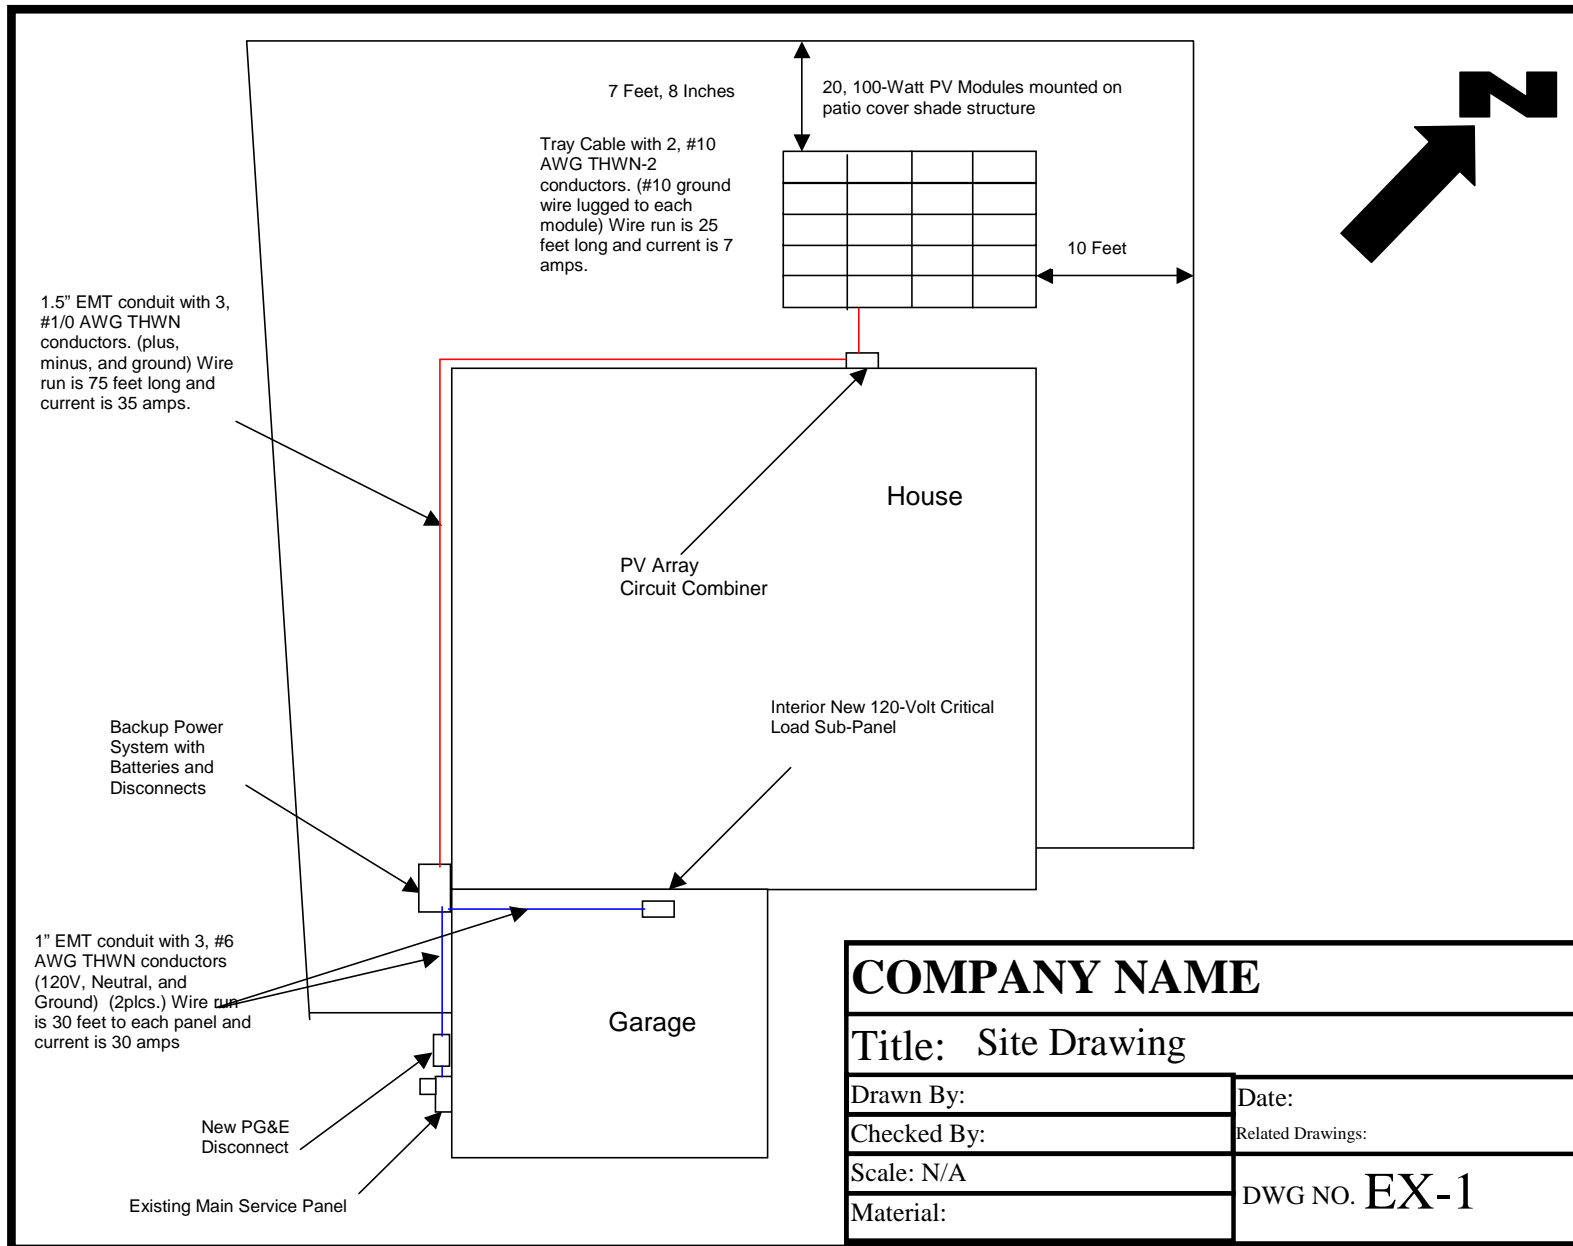 7 Feet, 8 Inches
20, 100-Watt PV Modules mounted on
patio cover shade structure
N
Tray Cable with 2, #10
AWG THWN-2
conductors. (#10 ground
wire lugged to each
module) Wire run is 25
feet long and current is 7
amps.
10 Feet
1.5” EMT conduit with 3,
#1/0 AWG THWN
conductors. (plus,
minus, and ground) Wire
run is 75 feet long and
current is 35 amps.
House
PV Array
Circuit Combiner
Interior New 120-Volt Critical
Load Sub-Panel
Backup Power
System with
Batteries and
Disconnects
1” EMT conduit with 3, #6
AWG THWN conductors
(120V, Neutral, and
Ground) (2plcs.) Wire run
is 30 feet to each panel and
current is 30 amps
Garage
New PG&E
Disconnect
Existing Main Service Panel
COMPANY NAME
Title: Site Drawing
Drawn By:
Date:
Checked By:
Related Drawings:
Scale: N/A
DWG NO. EX-1
Material: